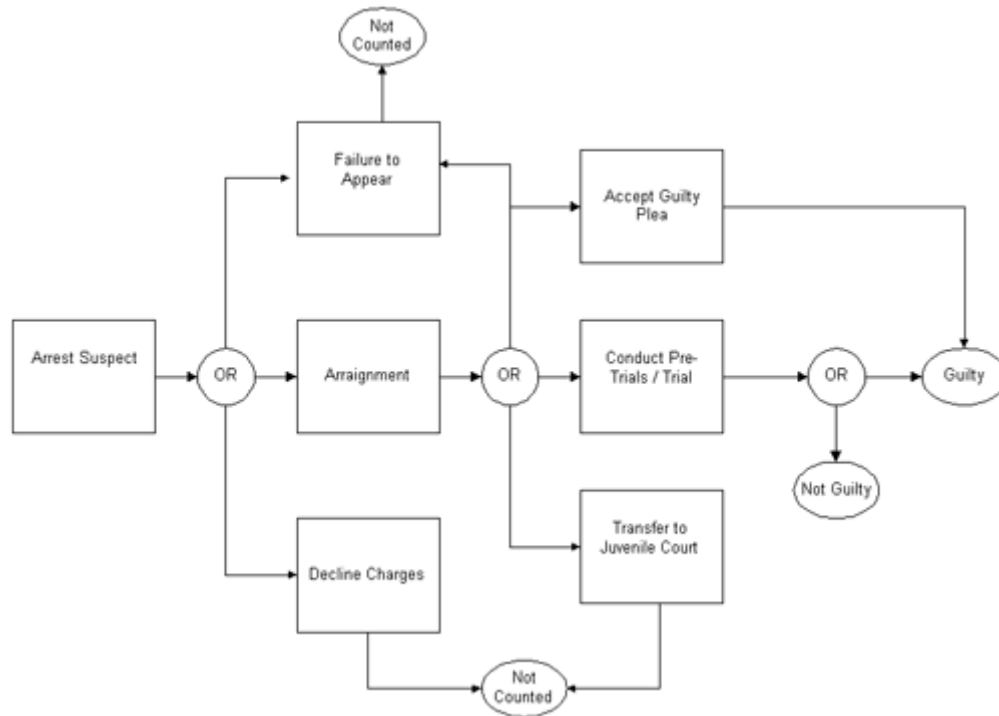 Not
Counted
Failure to
Appear
Accept Guilty
Plea
Arrest Suspect
OR
Arraignment
OR
Conduct Pre-
Trials / Trial
OR
Guilty
Not Guilty
Decline Charges
Transfer to
Juvenile Court
Not
Counted